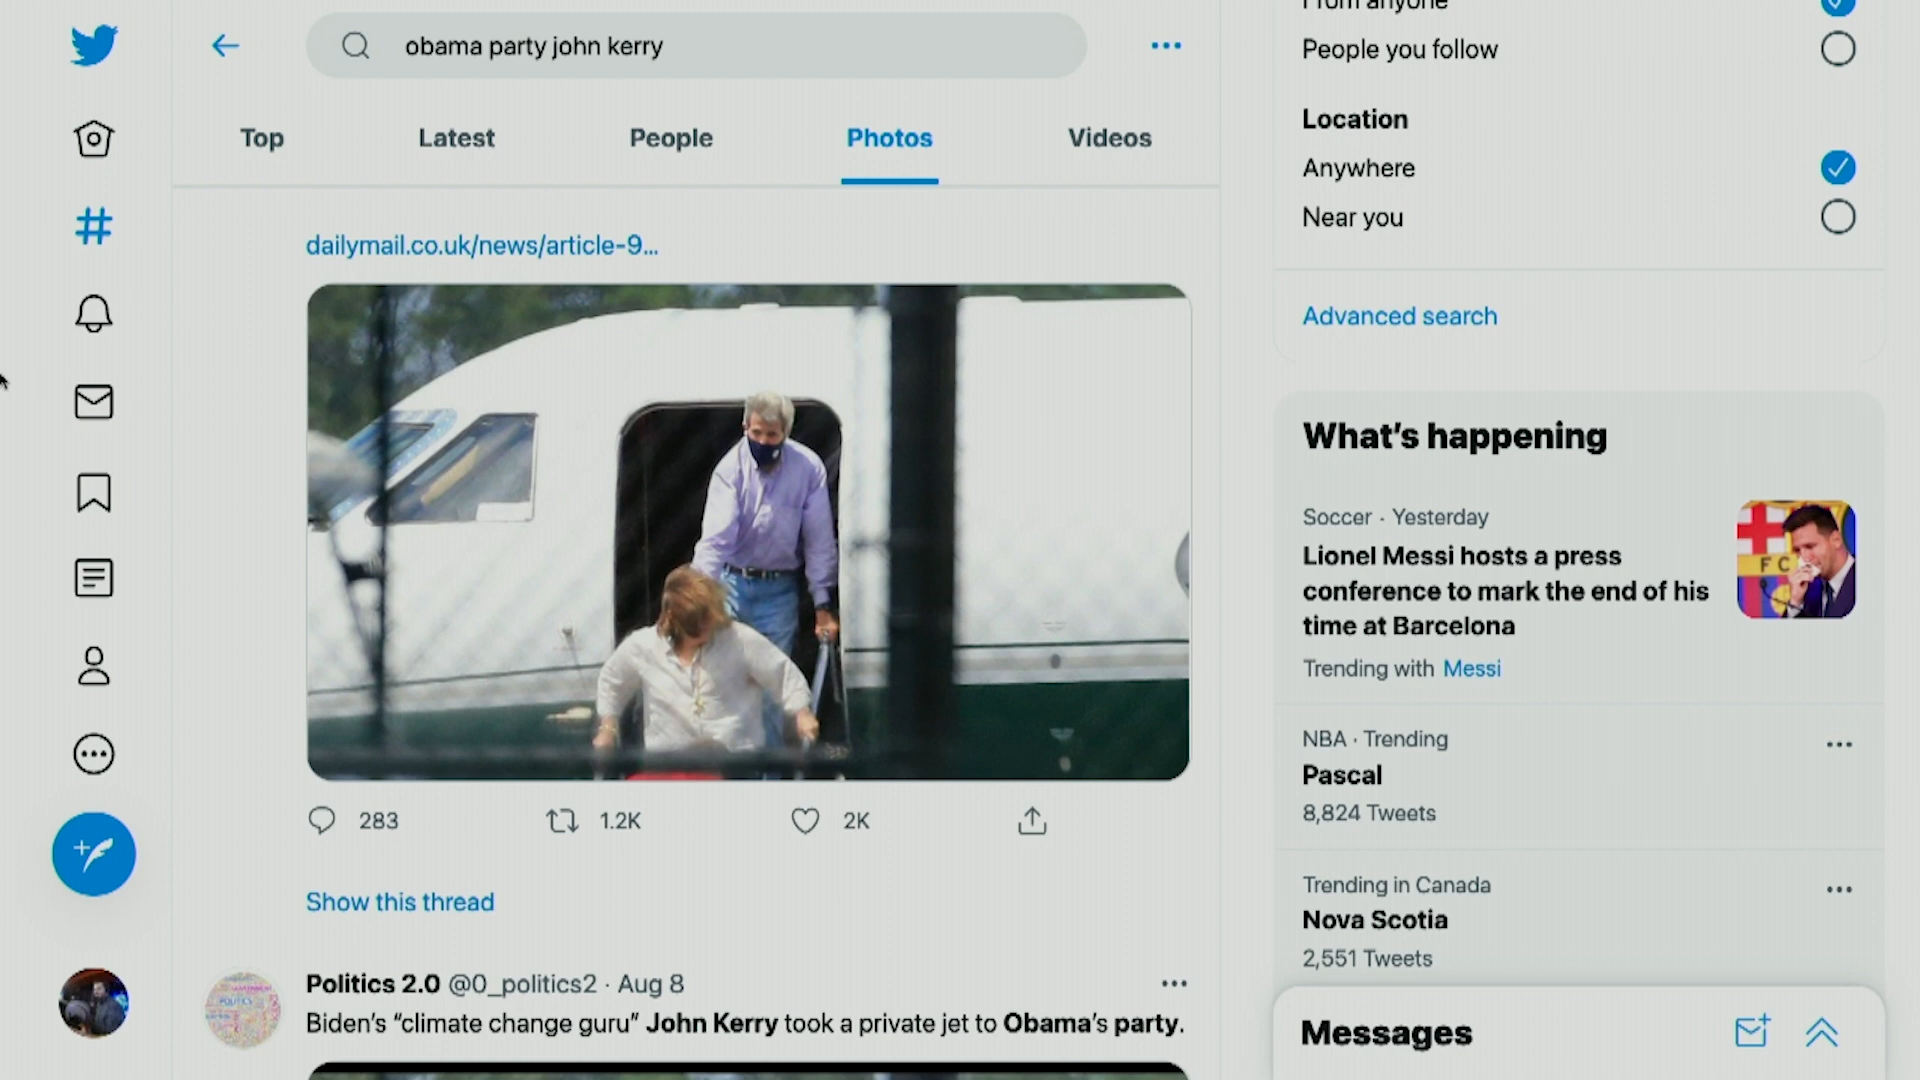 obama party john kerry
Top
Latest
People
Photos
Videos
dailymail.co.uk/news/article-9...
283
1.2K
2K
Show this thread
Politics 2.0 @0_politics2 · Aug 8
Biden's “climate change guru” John Kerry took a private jet to Obama's party.
From anyone
People you follow
Location
Anywhere
Near you
Advanced search
What's happening
Soccer · Yesterday
Lionel Messi hosts a press
conference to mark the end of his
time at Barcelona
Trending with Messi
F C
NBA · Trending
Pascal
8,824 Tweets
Trending in Canada
Nova Scotia
2,551 Tweets
Messages